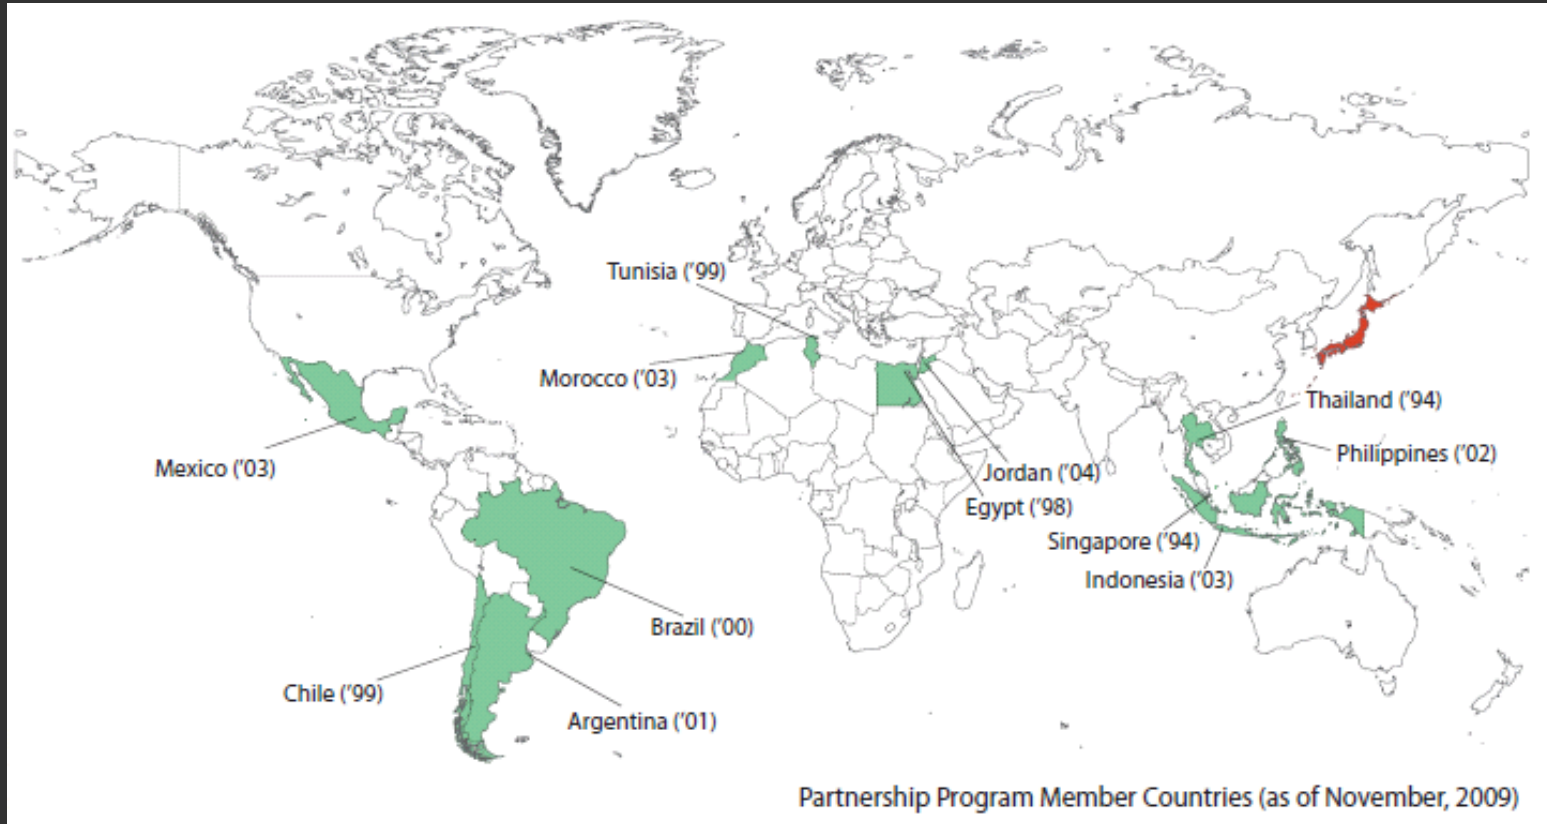 Tunisia ('99)
Morocco ('03)
Thailand ('94)
Philippines ('02)
Mexico ('03)
Jordan ('04)
Egypt ('98)
Singapore ('94)
Indonesia ('03)
Brazil ('00)
Chile ('99)
Argentina ('01)
Partnership Program Member Countries (as of November, 2009)